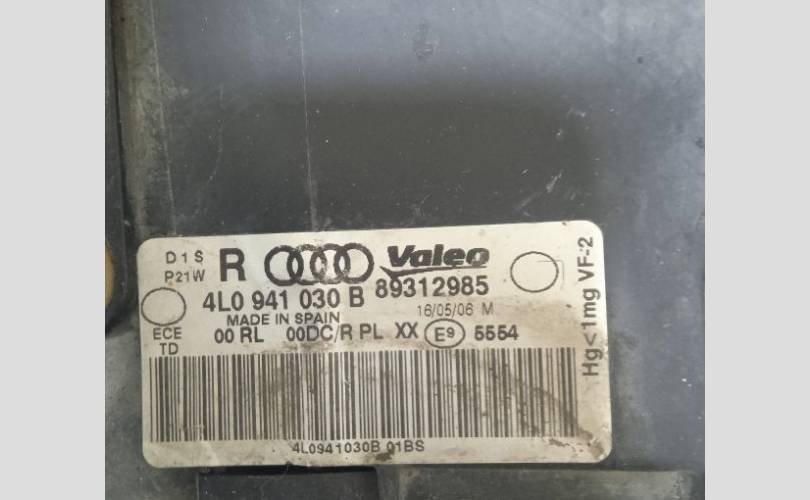 D1S R Valeo
P21W
4L0 941 030 B 89312985
MADE IN SPAIN 16/05/06 M
ECE 00 RL 00DC/R PL XX E9 5554
TD
4L0941030B 01BS
Hg<1mg VF-2